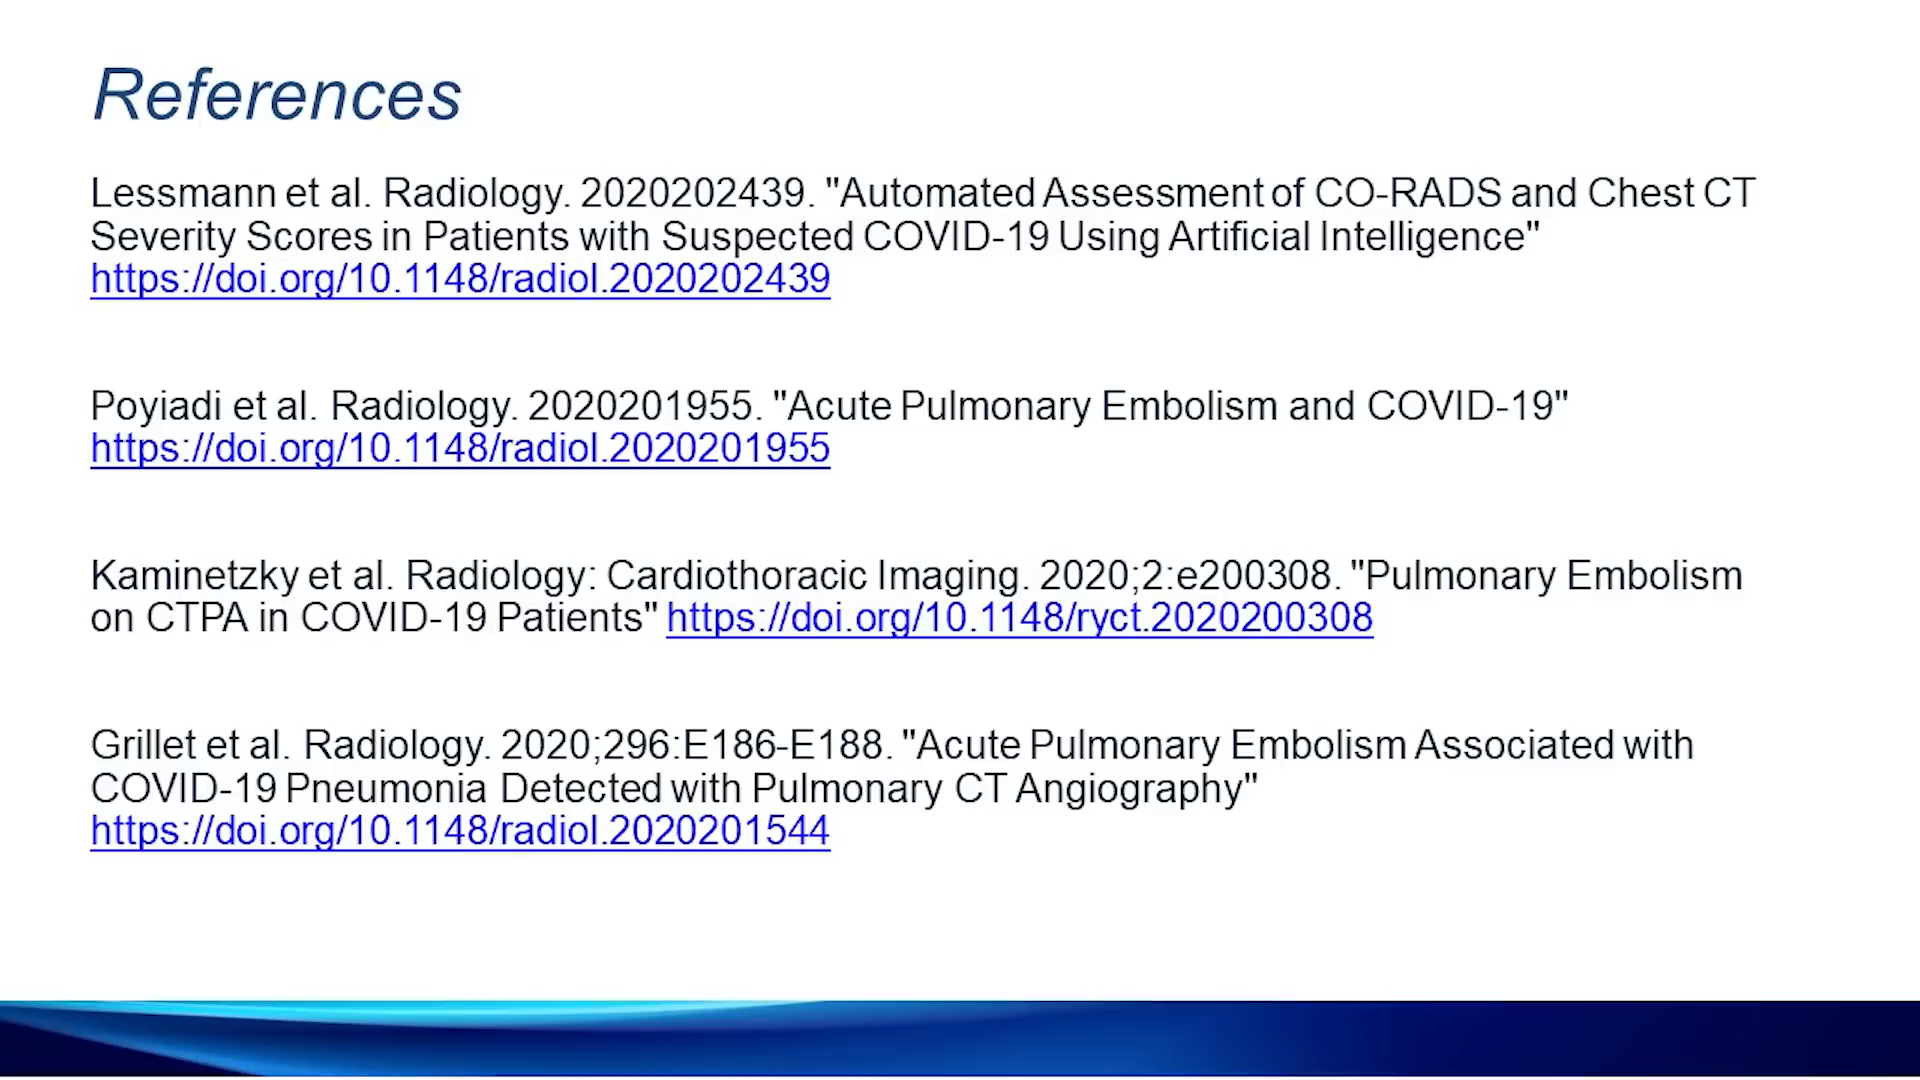 References
Lessmann et al. Radiology. 2020202439. "Automated Assessment of CO-RADS and Chest CT
Severity Scores in Patients with Suspected COVID-19 Using Artificial Intelligence"
https://doi.org/10.1148/radiol.2020202439
Poyiadi et al. Radiology. 2020201955. "Acute Pulmonary Embolism and COVID-19"
https://doi.org/10.1148/radiol.2020201955
Kaminetzky et al. Radiology: Cardiothoracic Imaging. 2020;2:e200308. "Pulmonary Embolism
on CTPA in COVID-19 Patients" https://doi.org/10.1148/ryct.2020200308
Grillet et al. Radiology. 2020;296:E186-E188. "Acute Pulmonary Embolism Associated with
COVID-19 Pneumonia Detected with Pulmonary CT Angiography"
https://doi.org/10.1148/radiol.2020201544